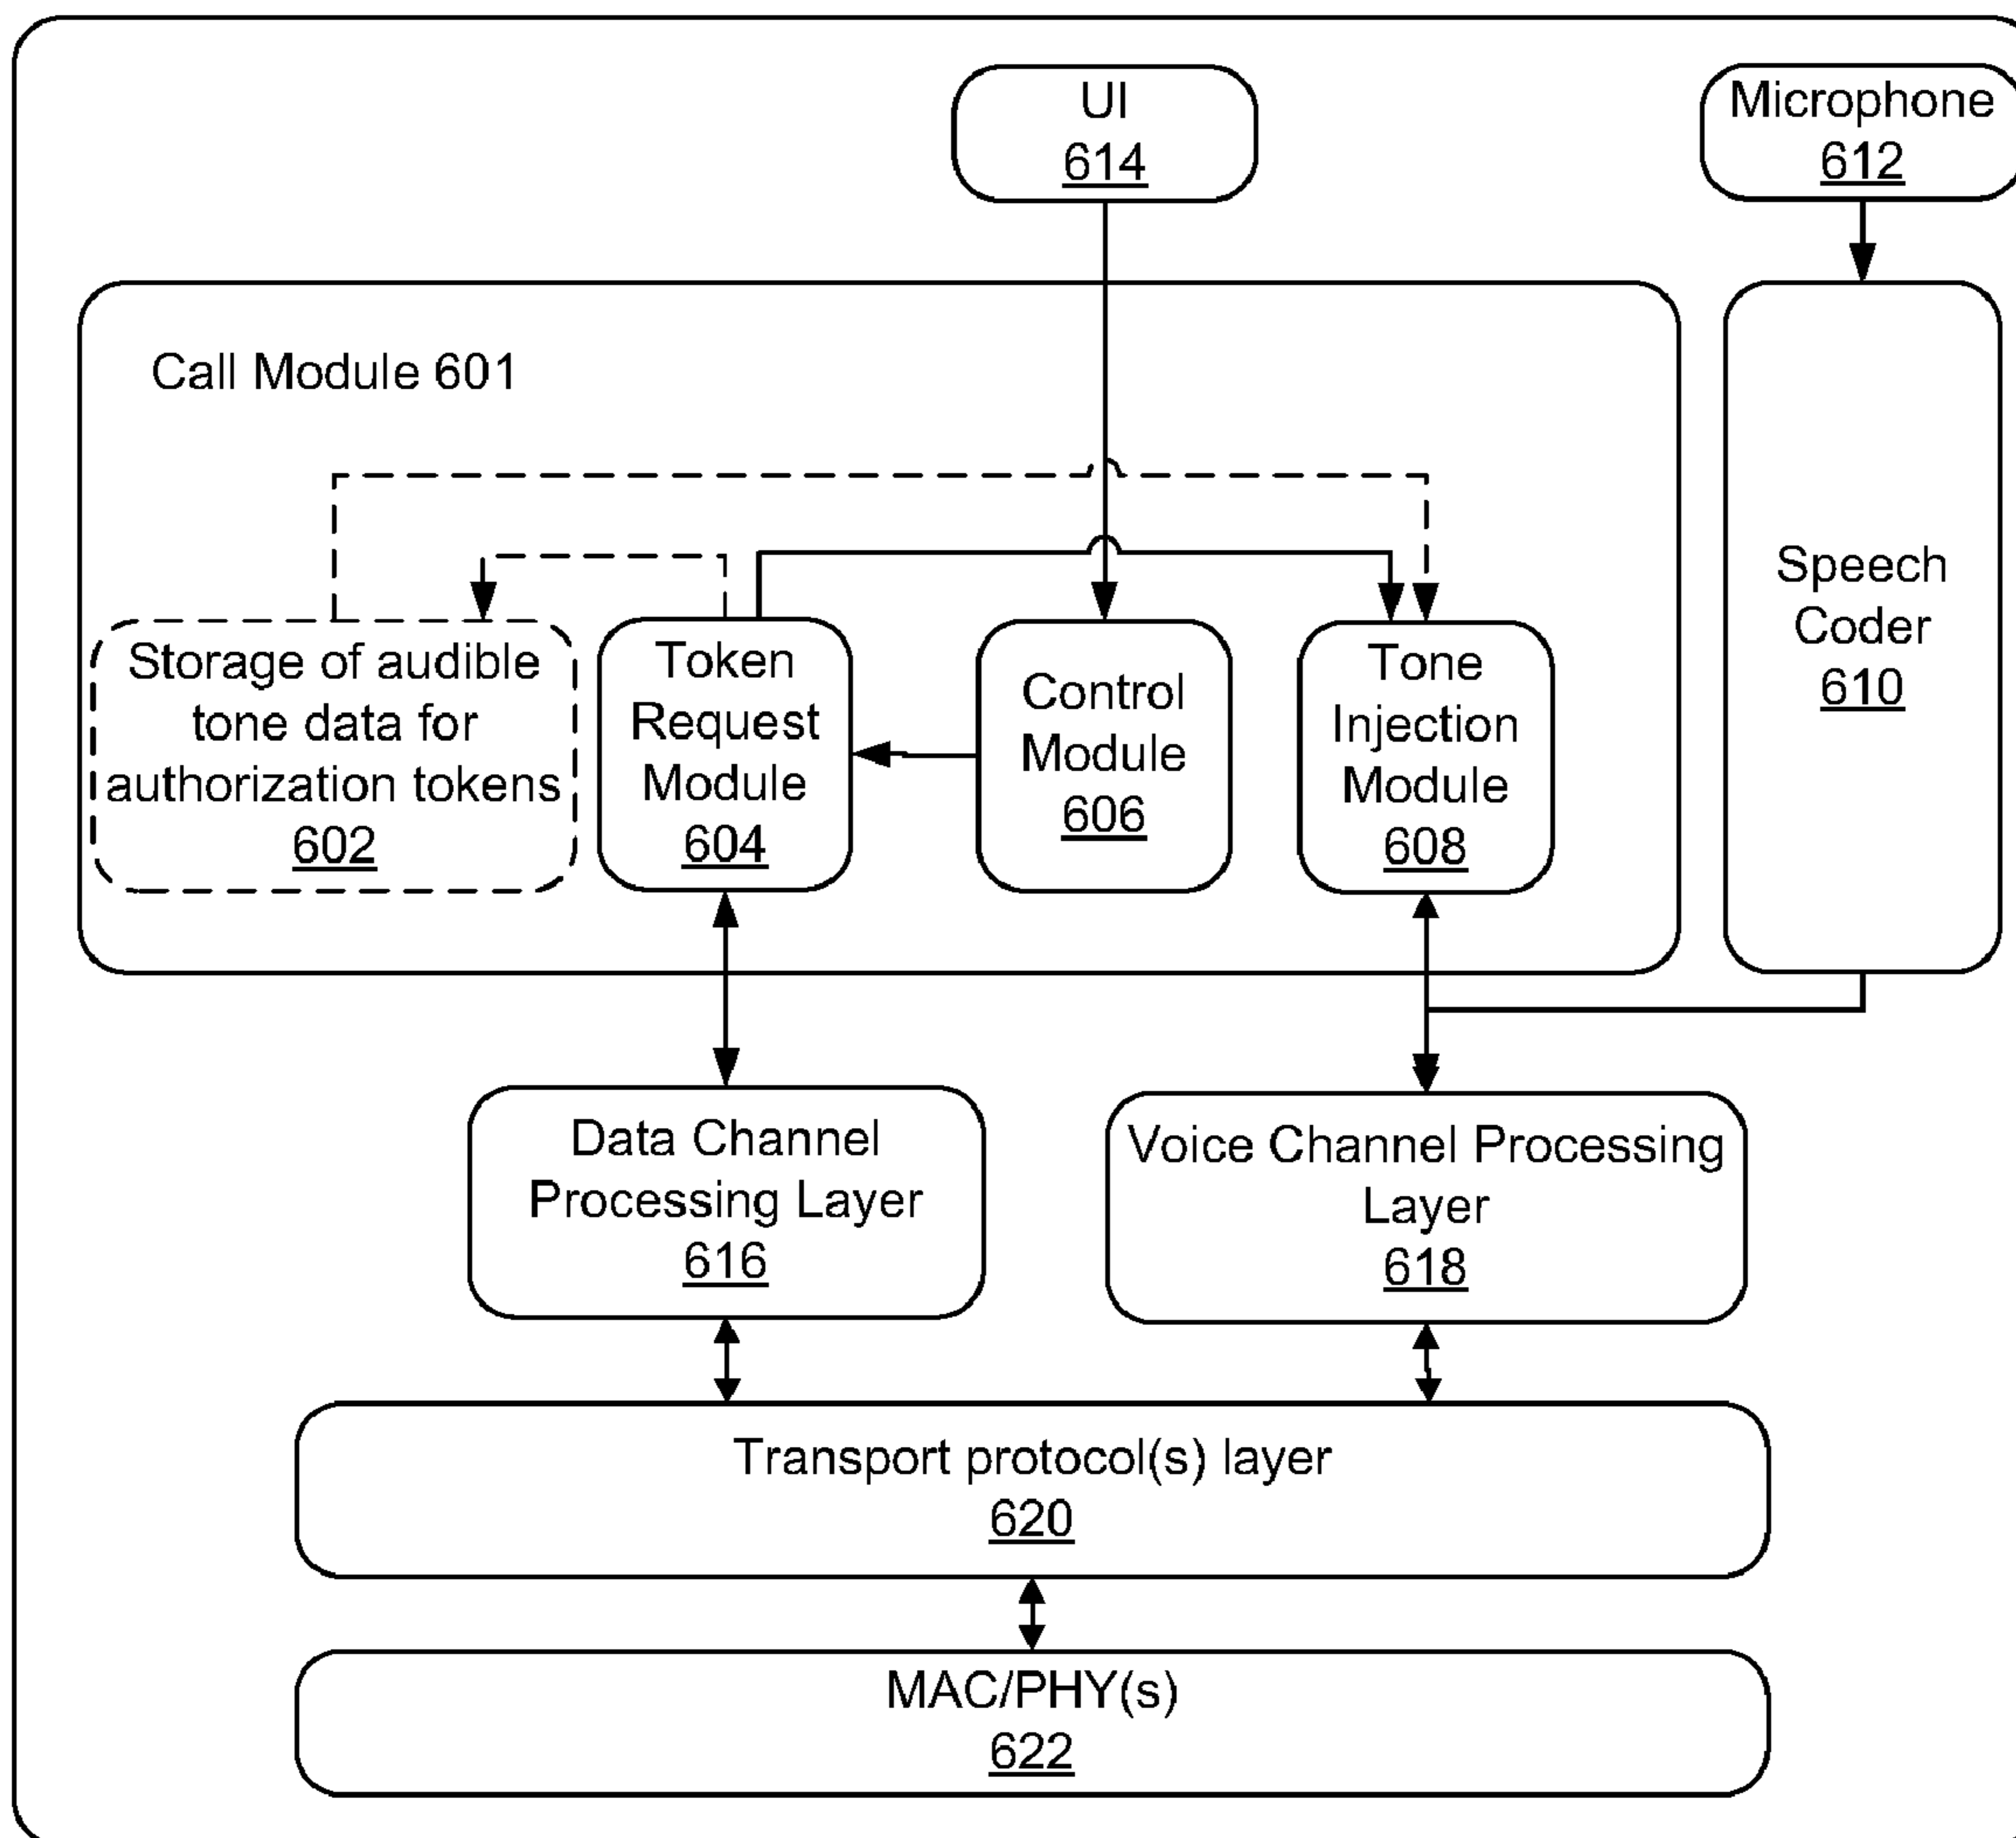 UI
614
Microphone
612
Call Module 601
Storage of audible
tone data for
authorization tokens
602
Token
Request
Module
604
Control
Module
606
Tone
Injection
Module
608
Speech
Coder
610
Data Channel
Processing Layer
616
Voice Channel Processing
Layer
618
Transport protocol(s) layer
620
MAC/PHY(s)
622